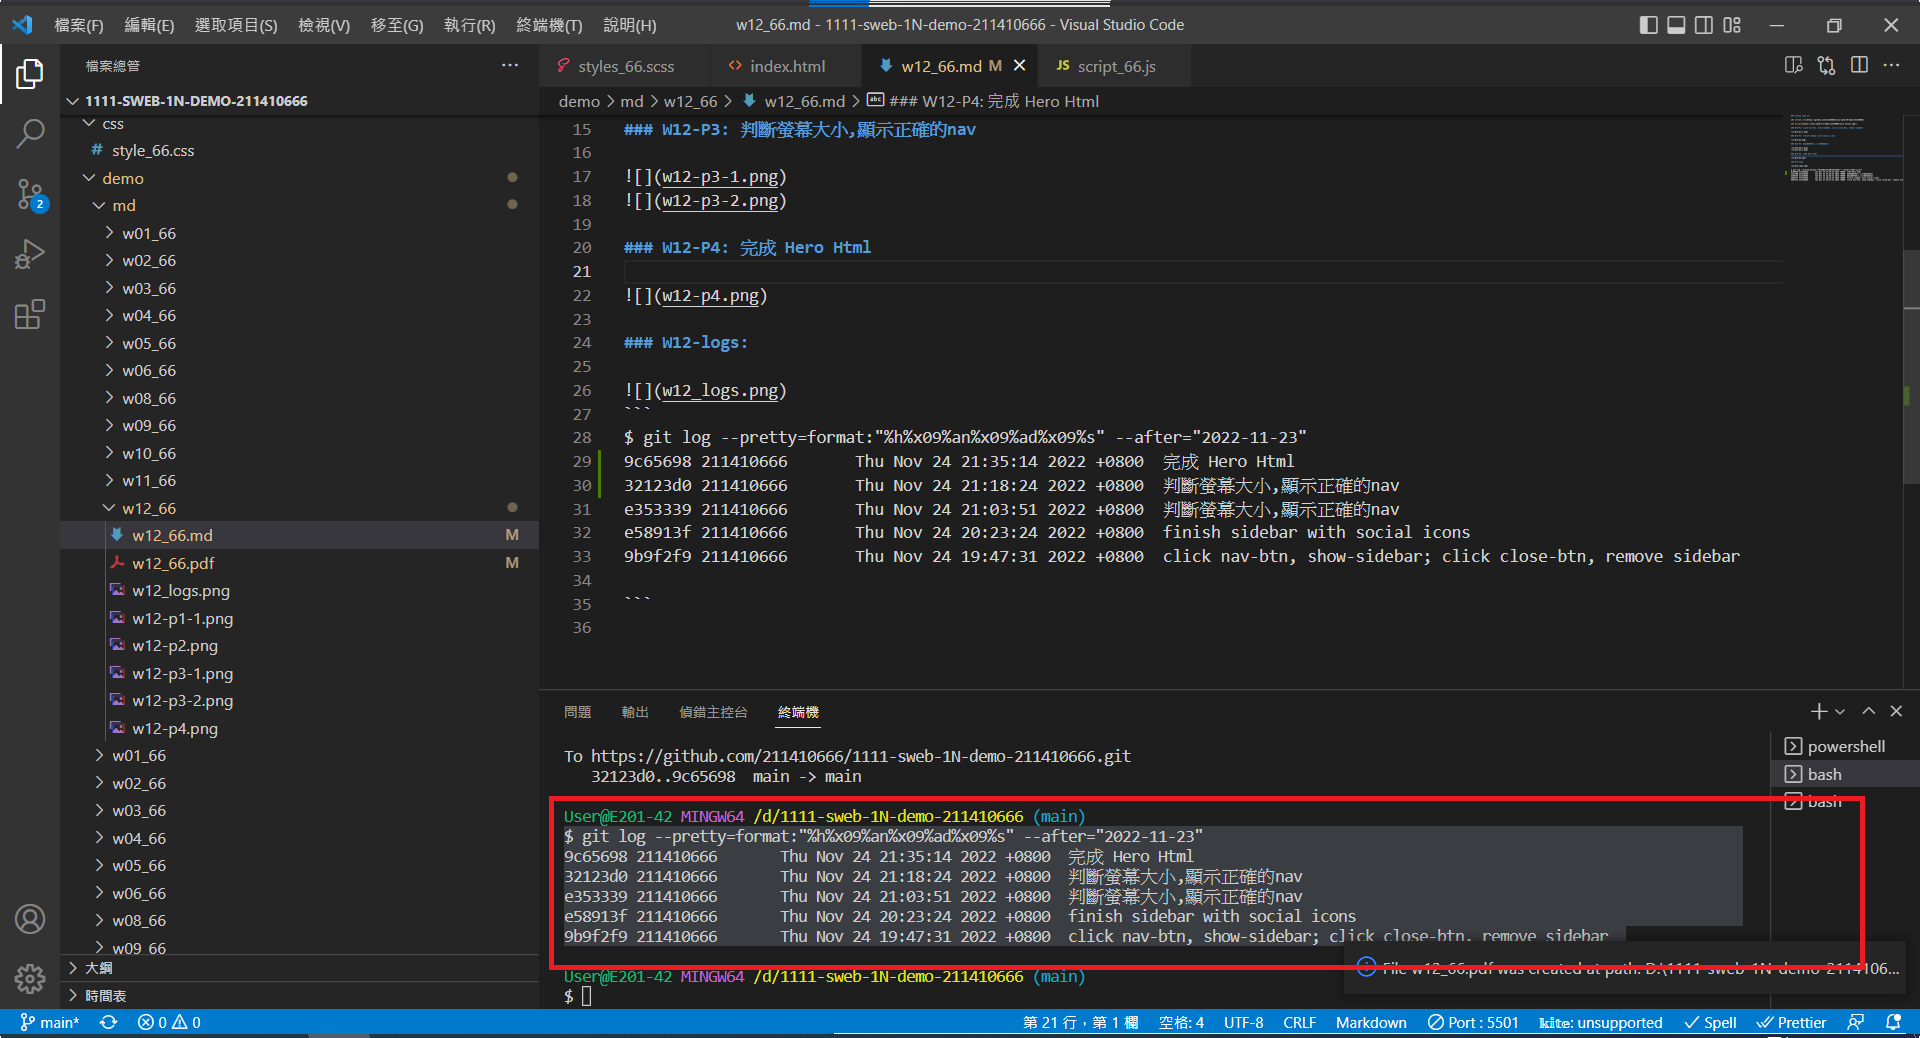 檔案(F) 編輯(E) 選取項目(S) 檢視(V) 移至(G) 執行(R) 終端機(T) 說明(H)
w12_66.md - 1111-sweb-1N-demo-211410666 - Visual Studio Code
檔案總管
1111-SWEB-1N-DEMO-211410666
css
# style_66.css
demo
md
w01_66
w02_66
w03_66
w04_66
w05_66
w06_66
w08_66
w09_66
w10_66
w11_66
w12_66
w12_66.md M
w12_66.pdf M
w12_logs.png
w12-p1-1.png
w12-p2.png
w12-p3-1.png
w12-p3-2.png
w12-p4.png
w01_66
w02_66
w03_66
w04_66
w05_66
w06_66
w08_66
w09_66
大綱
時間表
2
styles_66.scss
<> index.html
w12_66.md M
JS script_66.js
demo > md > w12_66 > w12_66.md > abc ### W12-P4: 完成 Hero Html
15 ### W12-P3: 判斷螢幕大小,顯示正確的nav
16
17 ![](w12-p3-1.png)
18 ![](w12-p3-2.png)
19
20 ### W12-P4: 完成 Hero Html
21
22 ![](w12-p4.png)
23
24 ### W12-logs:
25
26 ![](w12_logs.png)
27 ```
28 $ git log --pretty=format:"%h%x09%an%x09%ad%x09%s" --after="2022-11-23"
29 9c65698 211410666 Thu Nov 24 21:35:14 2022 +0800 完成 Hero Html
30 32123d0 211410666 Thu Nov 24 21:18:24 2022 +0800 判斷螢幕大小,顯示正確的nav
31 e353339 211410666 Thu Nov 24 21:03:51 2022 +0800 判斷螢幕大小,顯示正確的nav
32 e58913f 211410666 Thu Nov 24 20:23:24 2022 +0800 finish sidebar with social icons
33 9b9f2f9 211410666 Thu Nov 24 19:47:31 2022 +0800 click nav-btn, show-sidebar; click close-btn, remove sidebar
34
35 ```
36
問題 輸出 偵錯主控台 終端機
To https://github.com/211410666/1111-sweb-1N-demo-211410666.git
32123d0..9c65698 main -> main
User@E201-42 MINGW64 /d/1111-sweb-1N-demo-211410666 (main)
$ git log --pretty=format:"%h%x09%an%x09%ad%x09%s" --after="2022-11-23"
9c65698 211410666 Thu Nov 24 21:35:14 2022 +0800 完成 Hero Html
32123d0 211410666 Thu Nov 24 21:18:24 2022 +0800 判斷螢幕大小,顯示正確的nav
e353339 211410666 Thu Nov 24 21:03:51 2022 +0800 判斷螢幕大小,顯示正確的nav
e58913f 211410666 Thu Nov 24 20:23:24 2022 +0800 finish sidebar with social icons
9b9f2f9 211410666 Thu Nov 24 19:47:31 2022 +0800 click nav-btn, show-sidebar; click close-btn, remove sidebar
User@E201-42 MINGW64 /d/1111-sweb-1N-demo-211410666 (main)
$
powershell
bash
bash
File w12_66.pdf was created at path: D:\1111-sweb-1N-demo-2114106...
main* 0 0
第 21 行，第 1 欄 空格: 4 UTF-8 CRLF Markdown Port : 5501 kite: unsupported Spell Prettier